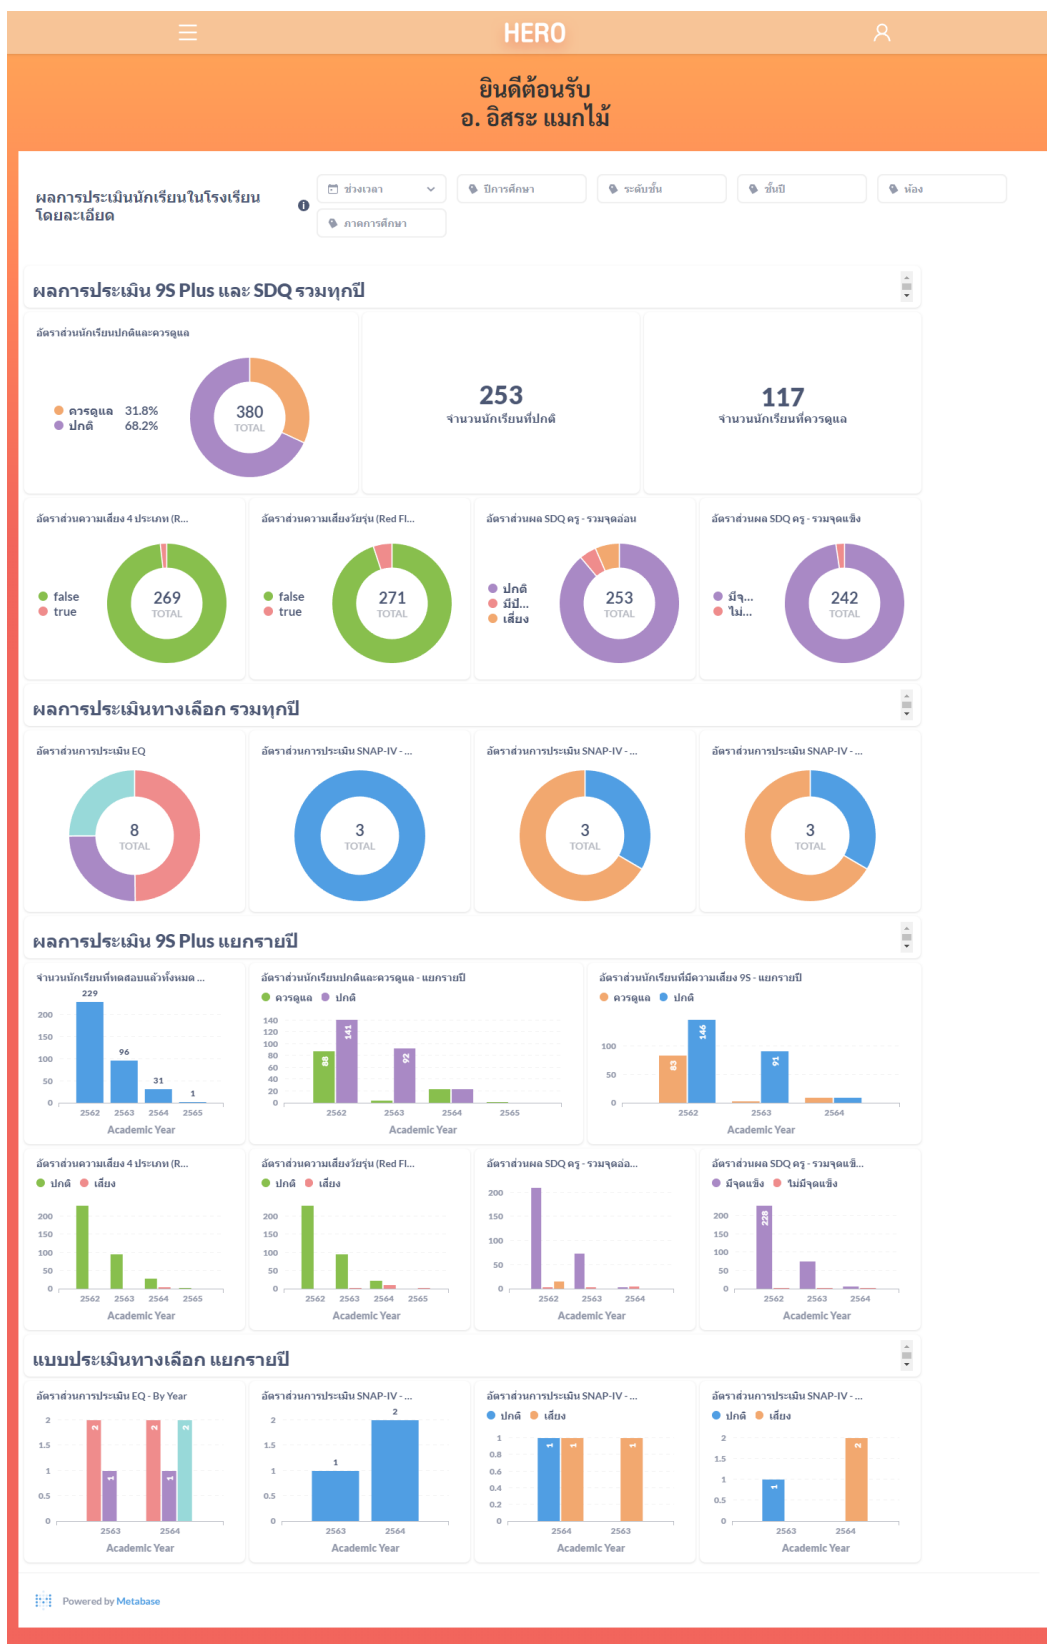 HERO
ยินดีต้อนรับ
อ. อิสระ แมกไม้
ผลการประเมินนักเรียนในโรงเรียน
โดยละเอียด
ช่วงเวลา
ปีการศึกษา
ระดับชั้น
ชั้นปี
ห้อง
ภาคการศึกษา
ผลการประเมิน 9S Plus และ SDQ รวมทุกปี
อัตราส่วนนักเรียนปกติและควรดูแล
ควรดูแล 31.8%
ปกติ 68.2%
380
TOTAL
253
จำนวนนักเรียนที่ปกติ
117
จำนวนนักเรียนที่ควรดูแล
อัตราส่วนความเสี่ยง 4 ประเภท (R...
false
true
269
TOTAL
อัตราส่วนความเสี่ยงวัยรุ่น (Red Fl...
false
true
271
TOTAL
อัตราส่วนผล SDQ ครู - รวมจุดอ่อน
ปกติ
มีปั...
เสี่ยง
253
TOTAL
อัตราส่วนผล SDQ ครู - รวมจุดแข็ง
มีจุ...
ไม่...
242
TOTAL
ผลการประเมินทางเลือก รวมทุกปี
อัตราส่วนการประเมิน EQ
8
TOTAL
อัตราส่วนการประเมิน SNAP-IV - ...
3
TOTAL
อัตราส่วนการประเมิน SNAP-IV - ...
3
TOTAL
อัตราส่วนการประเมิน SNAP-IV - ...
3
TOTAL
ผลการประเมิน 9S Plus แยกรายปี
จำนวนนักเรียนที่ทดสอบแล้วทั้งหมด ...
229
96
31
1
200
150
100
50
0
2562 2563 2564 2565
Academic Year
อัตราส่วนนักเรียนปกติและควรดูแล - แยกรายปี
ควรดูแล ปกติ
140
120
100
80
60
40
20
0
88
141
92
2562 2563 2564 2565
Academic Year
อัตราส่วนนักเรียนที่มีความเสี่ยง 9S - แยกรายปี
ควรดูแล ปกติ
100
50
0
83
146
91
2562 2563 2564
Academic Year
อัตราส่วนความเสี่ยง 4 ประเภท (R...
ปกติ เสี่ยง
200
150
100
50
0
2562 2563 2564 2565
Academic Year
อัตราส่วนความเสี่ยงวัยรุ่น (Red Fl...
ปกติ เสี่ยง
200
150
100
50
0
2562 2563 2564 2565
Academic Year
อัตราส่วนผล SDQ ครู - รวมจุดอ่อ...
200
150
100
50
0
2562 2563 2564
Academic Year
อัตราส่วนผล SDQ ครู - รวมจุดแข็...
มีจุดแข็ง ไม่มีจุดแข็ง
200
150
100
50
0
228
2562 2563 2564
Academic Year
แบบประเมินทางเลือก แยกรายปี
อัตราส่วนการประเมิน EQ - By Year
2
1.5
1
0.5
0
2
1
2
1
2
2563 2564
Academic Year
อัตราส่วนการประเมิน SNAP-IV - ...
2
1.5
1
0.5
0
1
2
2563 2564
Academic Year
อัตราส่วนการประเมิน SNAP-IV - ...
ปกติ เสี่ยง
1
0.8
0.6
0.4
0.2
0
1
1
1
2564 2563
Academic Year
อัตราส่วนการประเมิน SNAP-IV - ...
ปกติ เสี่ยง
2
1.5
1
0.5
0
1
2
2563 2564
Academic Year
Powered by Metabase